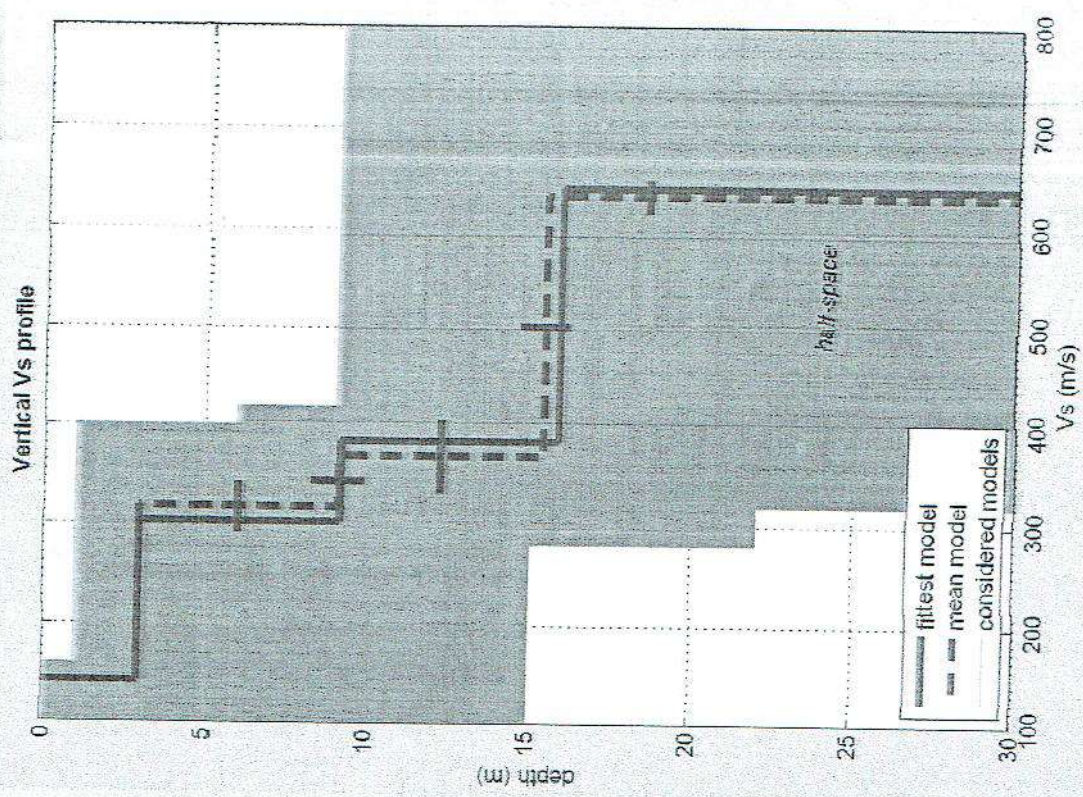 Vertical Vs profile
0
5
10
15
20
25
30
depth (m)
100
200
300
400
500
600
700
800
Vs (m/s)
half-space
fittest model
mean model
considered models